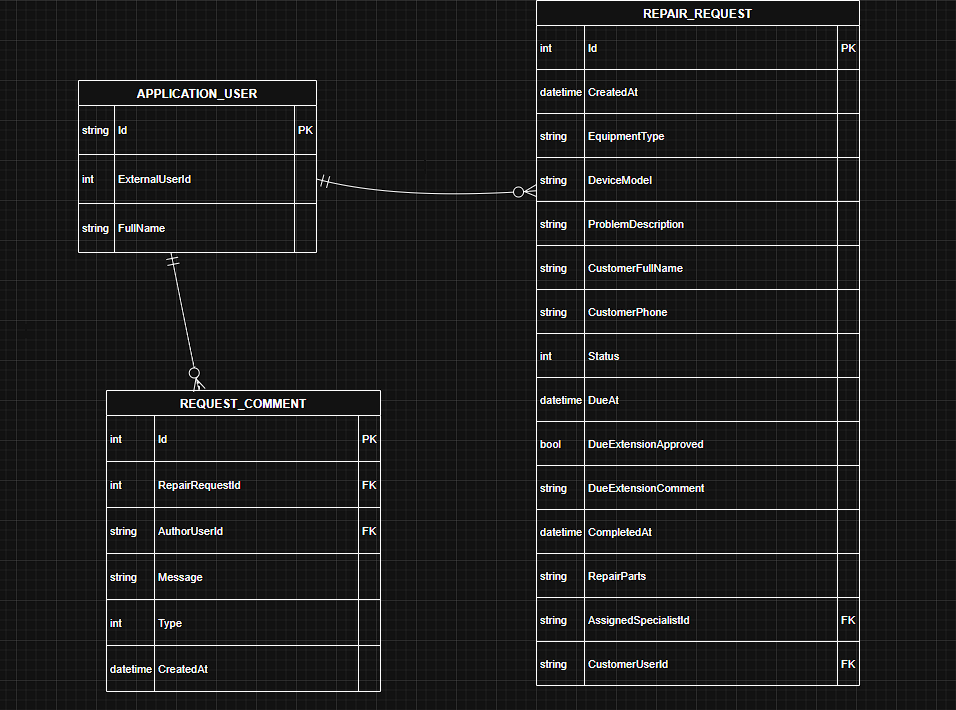 APPLICATION_USER
string Id PK
int ExternalUserId
string FullName
REPAIR_REQUEST
int Id PK
datetime CreatedAt
string EquipmentType
string DeviceModel
string ProblemDescription
string CustomerFullName
string CustomerPhone
int Status
datetime DueAt
bool DueExtensionApproved
string DueExtensionComment
datetime CompletedAt
string RepairParts
string AssignedSpecialistId FK
string CustomerUserId FK
REQUEST_COMMENT
int Id PK
int RepairRequestId FK
string AuthorUserId FK
string Message
int Type
datetime CreatedAt